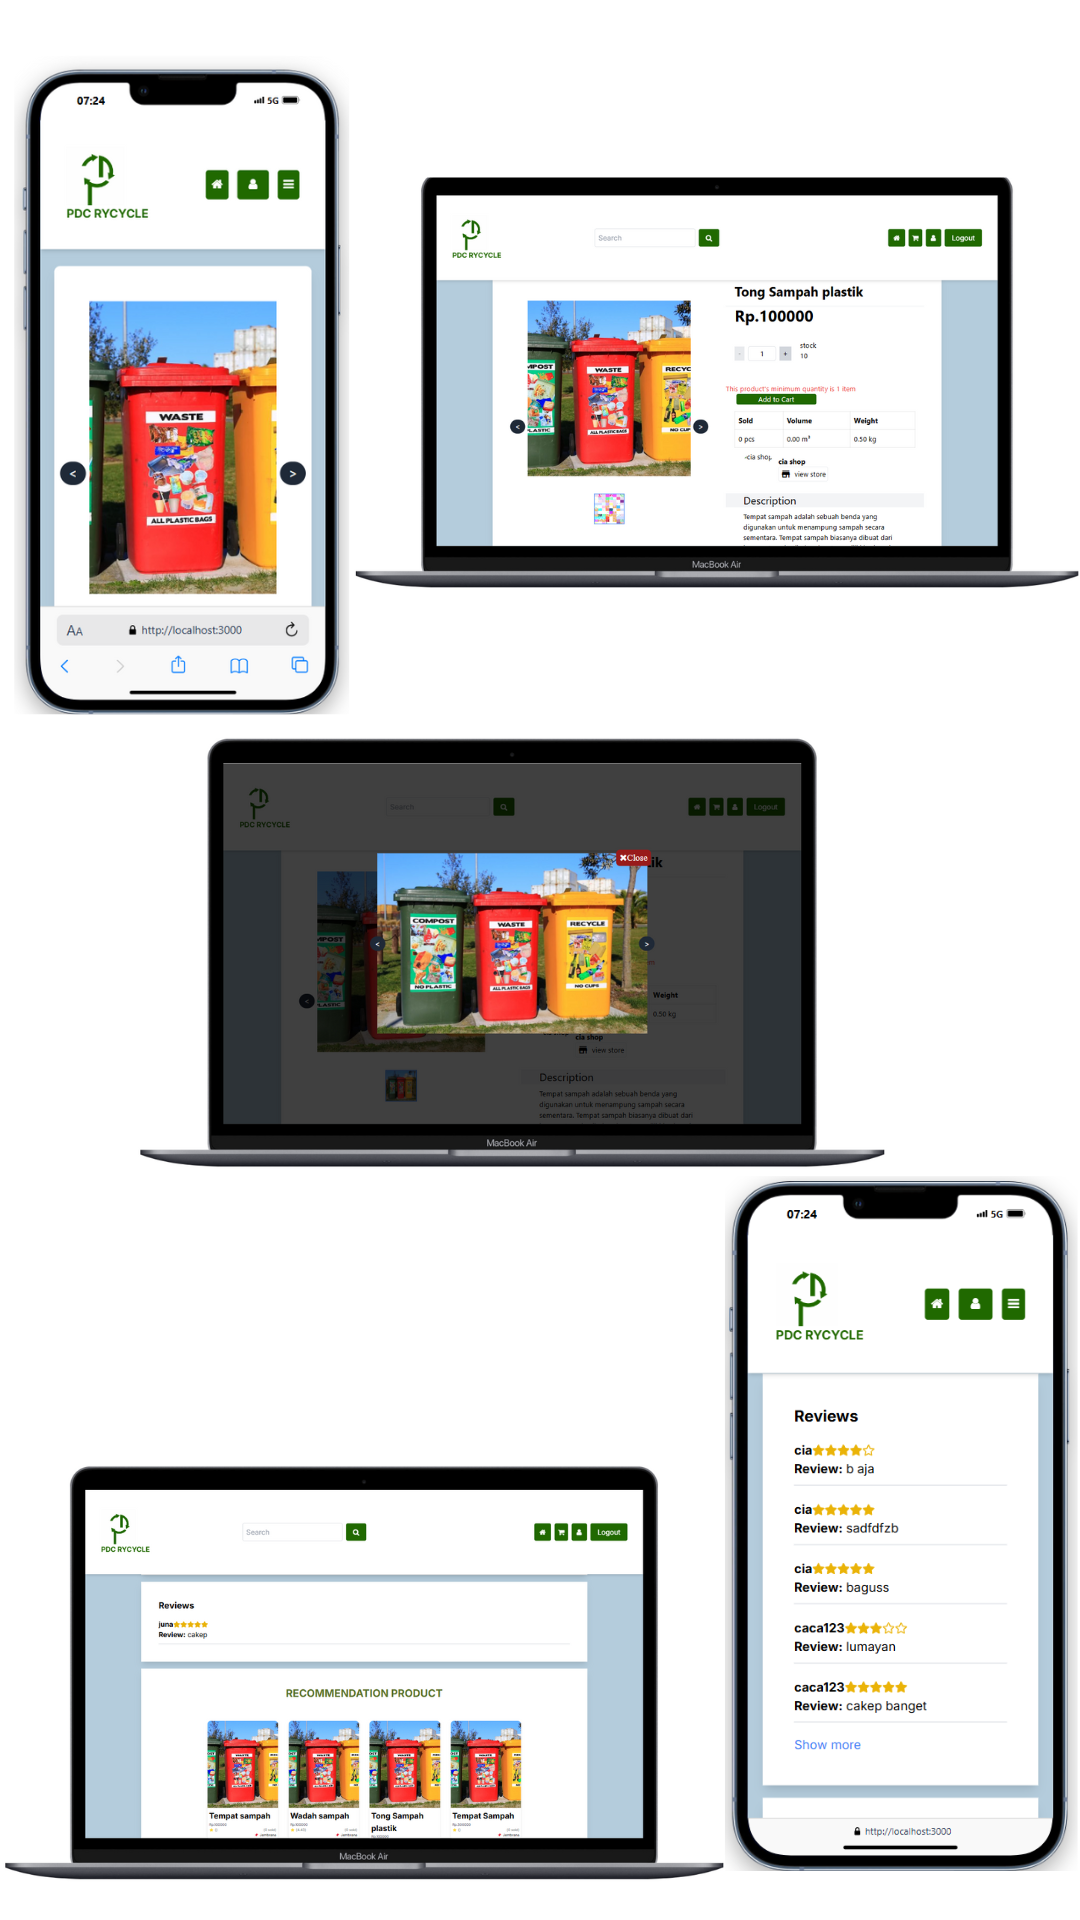 07:24
5G
PDC RYCYCLE
<
WASTE
ALL PLASTIC BAGS
>
AA
http://localhost:3000
PDC RYCYCLE
Search
Logout
Tong Sampah plastik
Rp.100000
- 1 +
stock
10
This product's minimum quantity is 1 item
Add to Cart
Sold Volume Weight
0 pcs 0.00 m³ 0.50 kg
cia shop
cia shop
view store
Description
Tempat sampah adalah sebuah benda yang
digunakan untuk menampung sampah secara
sementara. Tempat sampah biasanya dibuat dari
<
WASTE
ALL PLASTIC BAGS
>
MacBook Air
PDC RYCYCLE
Search
Logout
Close
COMPOST
NO PLASTIC
WASTE
ALL PLASTIC BAGS
RECYCLE
NO CUPS
<
>
<
Weight
0.50 kg
cia shop
view store
Description
Tempat sampah adalah sebuah benda yang
digunakan untuk menampung sampah secara
sementara. Tempat sampah biasanya dibuat dari
MacBook Air
07:24
5G
PDC RYCYCLE
Reviews
cia
Review: b aja
cia
Review: sadfdfzb
cia
Review: baguss
caca123
Review: lumayan
caca123
Review: cakep banget
Show more
http://localhost:3000
PDC RYCYCLE
Search
Logout
Reviews
juna
Review: cakep
RECOMMENDATION PRODUCT
Tempat sampah
Wadah sampah
Tong Sampah
plastik
Tempat Sampah
MacBook Air